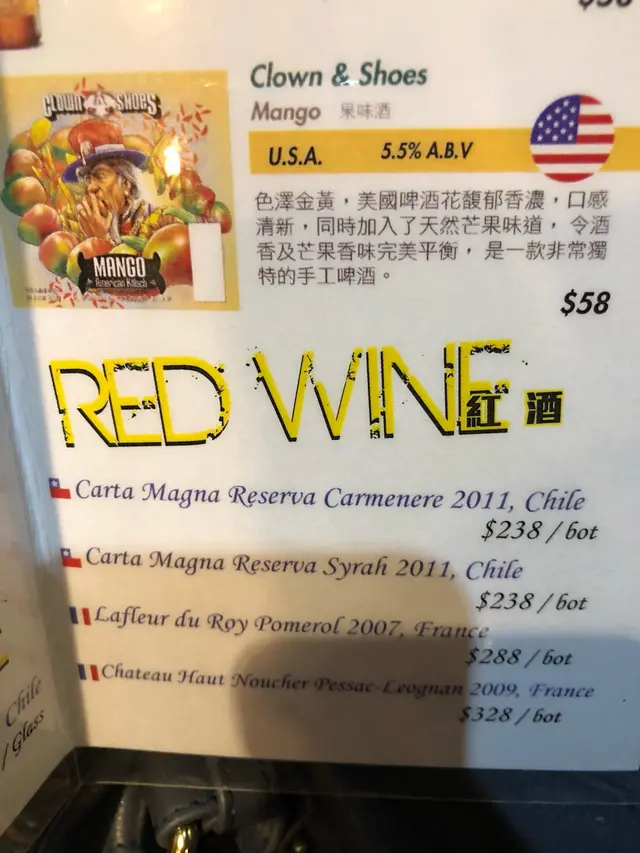 Clown & Shoes
CLOWN SHOES
Mango 果味酒
U.S.A. 5.5% A.B.V
MANGO
American Kölsch
色澤金黃，美國啤酒花馥郁香濃，口感
清新，同時加入了天然芒果味道，令酒
香及芒果香味完美平衡，是一款非常獨
特的手工啤酒。
$58
RED WINE 紅酒
Carta Magna Reserva Carmenere 2011, Chile
$238 / bot
Carta Magna Reserva Syrah 2011, Chile
$238 / bot
Lafleur du Roy Pomerol 2007, France
$288 / bot
Chateau Haut Noucher Pessac-Leognan 2009, France
$328 / bot
Chile
/ Glass